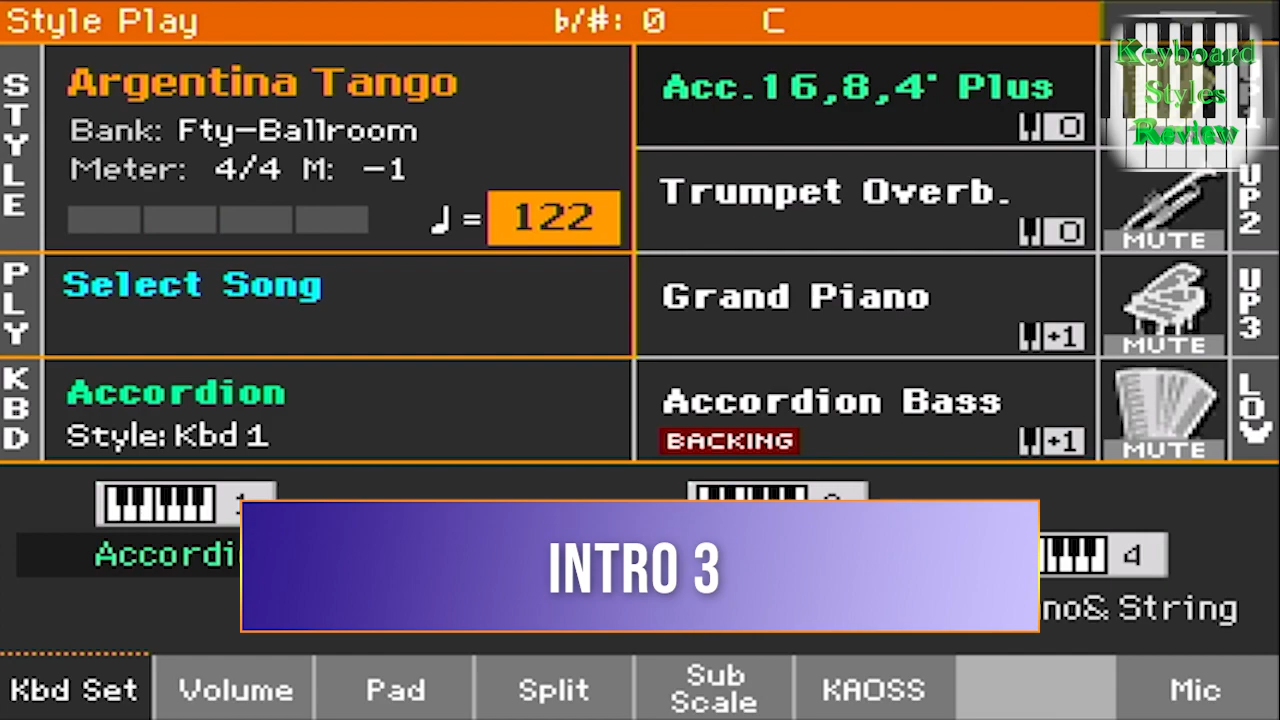 Style Play ♭/#: 0 C
STYLE
Argentina Tango
Bank: Fty-Ballroom
Meter: 4/4 M: -1
♩= 122
Acc.16,8,4' Plus
0
Keyboard
Styles
Review
Trumpet Overb.
0
MUTE
UP2
PLY
Select Song
Grand Piano
+1
MUTE
UP3
KBD
Accordion
Style: Kbd 1
Accordion Bass
BACKING
+1
MUTE
LOW
Accordi
INTRO 3
4
no& String
Kbd Set
Volume
Pad
Split
Sub
Scale
KAOSS
Mic